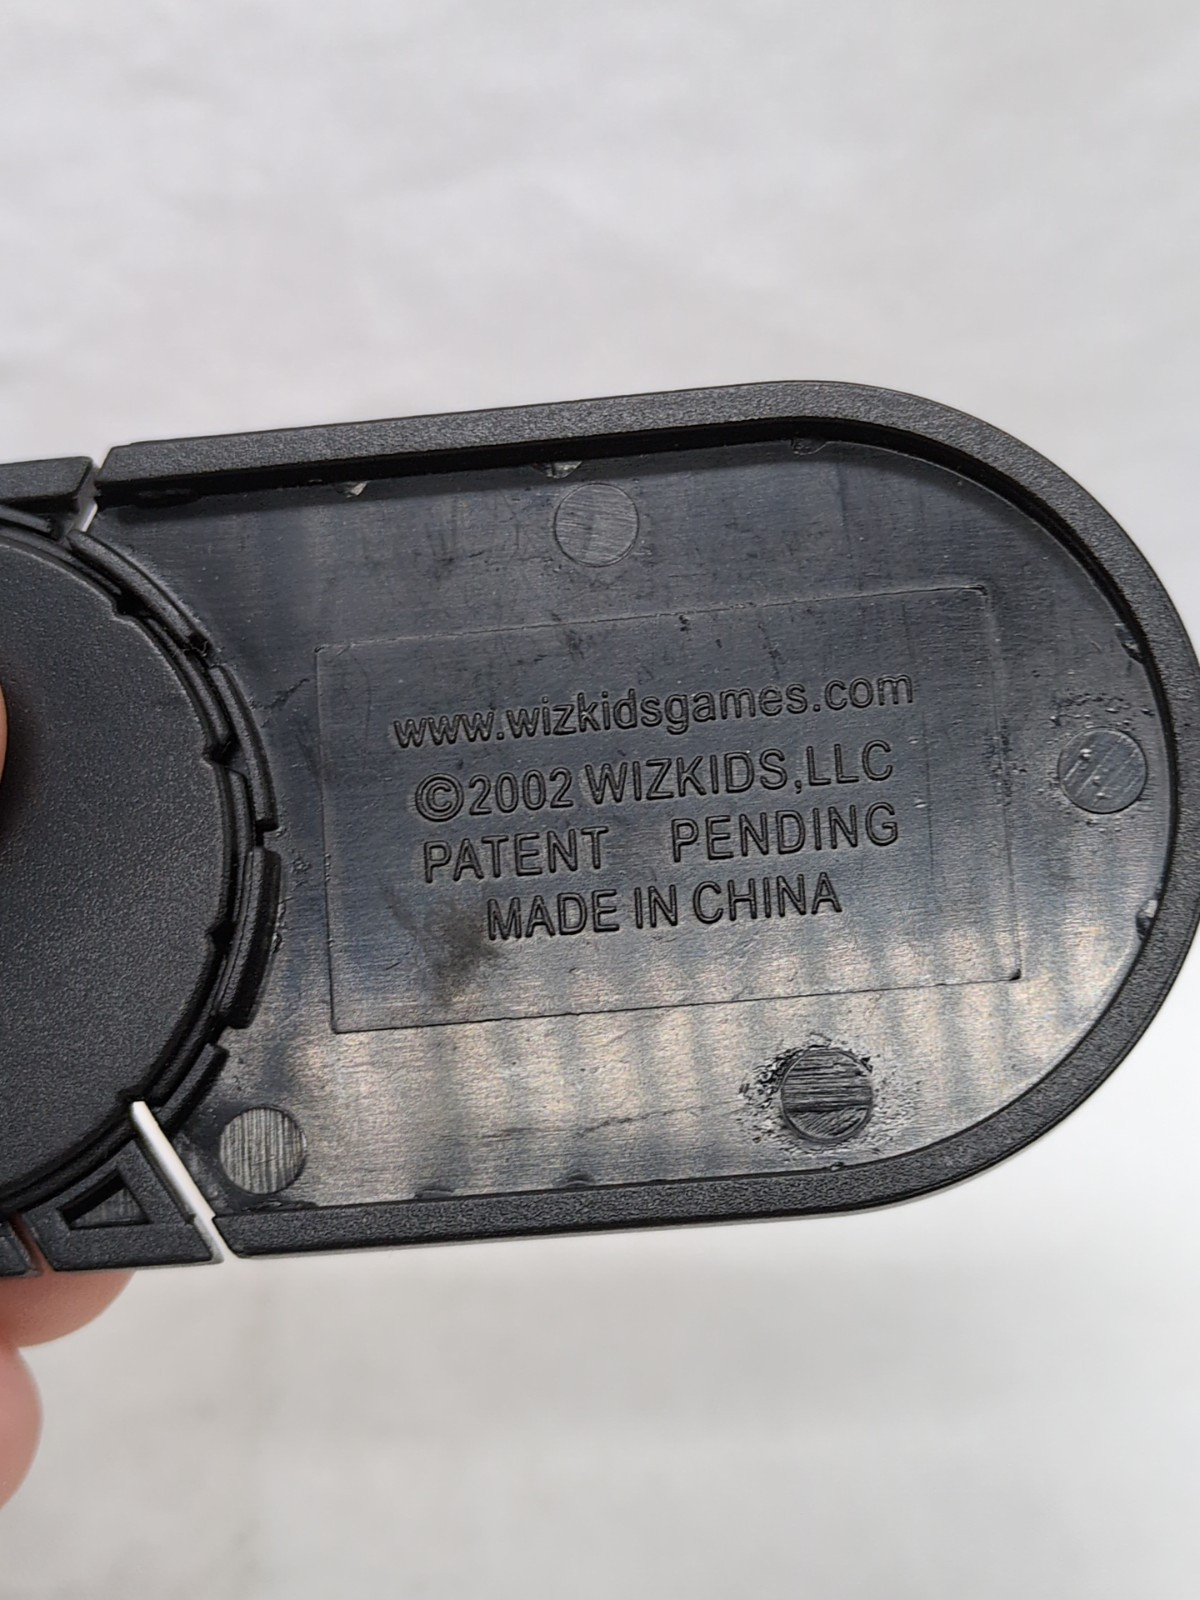 www.wizkidsgames.com
©2002 WIZKIDS,LLC
PATENT PENDING
MADE IN CHINA